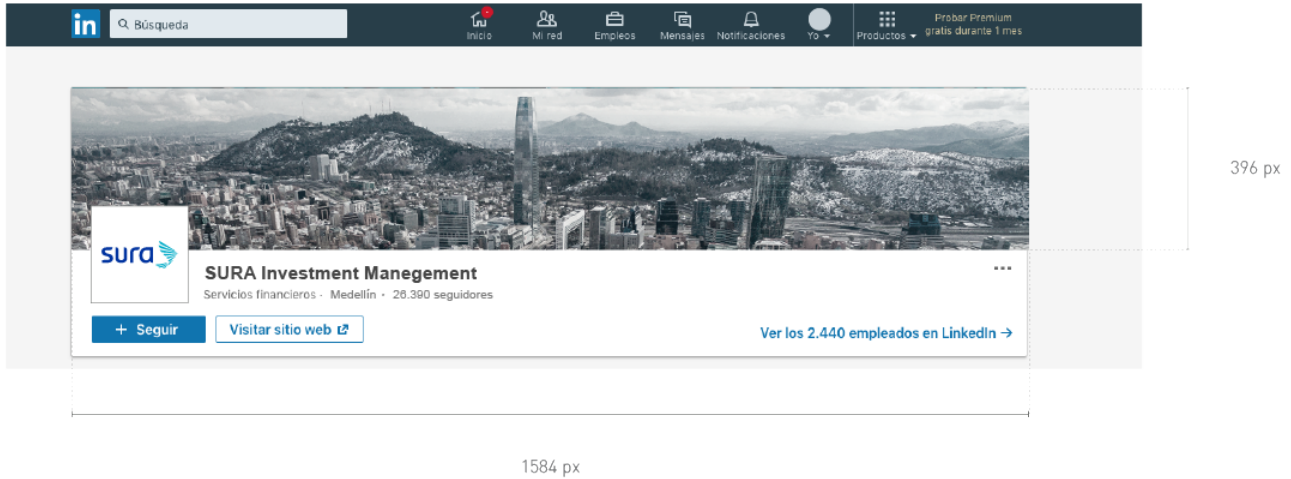 in Búsqueda Inicio Mi red Empleos Mensajes Notificaciones Yo Productos Probar Premium
gratis durante 1 mes
396 px
sura
SURA Investment Manegement
Servicios financieros · Medellín · 26.390 seguidores
+ Seguir Visitar sitio web Ver los 2.440 empleados en LinkedIn →
1584 px